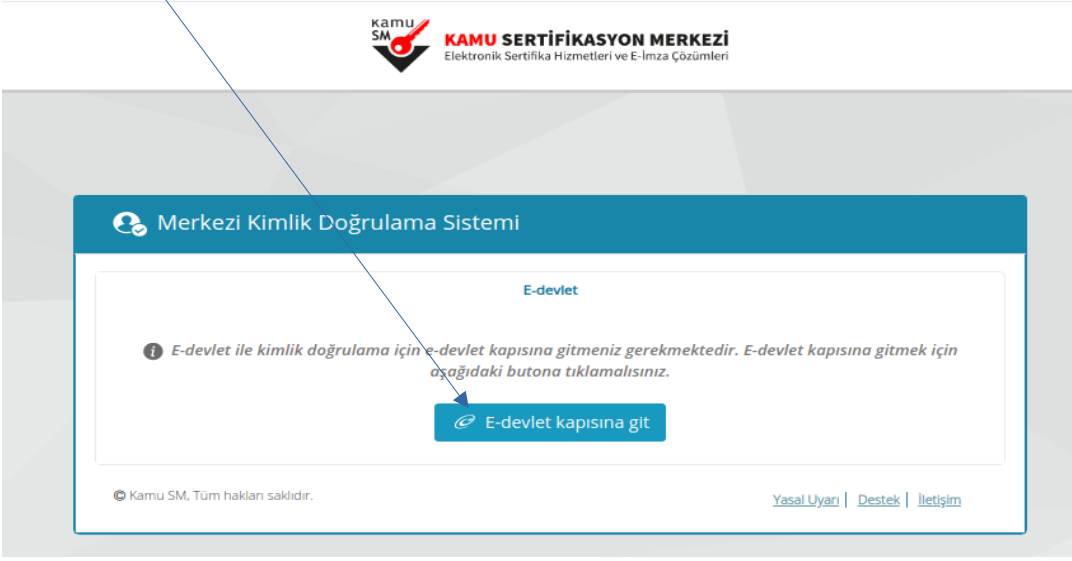 Kamu
SM
KAMU SERTİFİKASYON MERKEZİ
Elektronik Sertifika Hizmetleri ve E-İmza Çözümleri
Merkezi Kimlik Doğrulama Sistemi
E-devlet
E-devlet ile kimlik doğrulama için e-devlet kapısına gitmeniz gerekmektedir. E-devlet kapısına gitmek için
aşağıdaki butona tıklamalısınız.
E-devlet kapısına git
© Kamu SM, Tüm hakları saklıdır.
Yasal Uyarı | Destek | İletişim